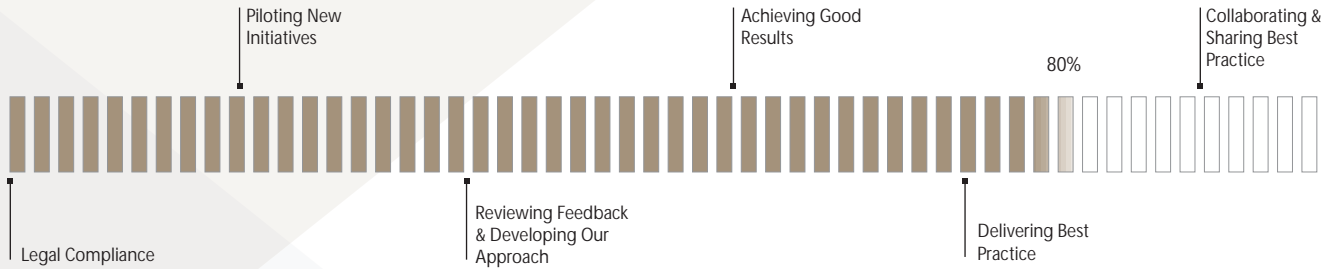 Piloting New
Initiatives
Achieving Good
Results
Collaborating &
Sharing Best
Practice
80%
Legal Compliance
Reviewing Feedback
& Developing Our
Approach
Delivering Best
Practice